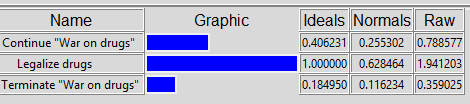 Name Graphic Ideals Normals Raw
Continue "War on drugs" 0.406231 0.255302 0.788577
Legalize drugs 1.000000 0.628464 1.941203
Terminate "War on drugs" 0.184950 0.116234 0.359025